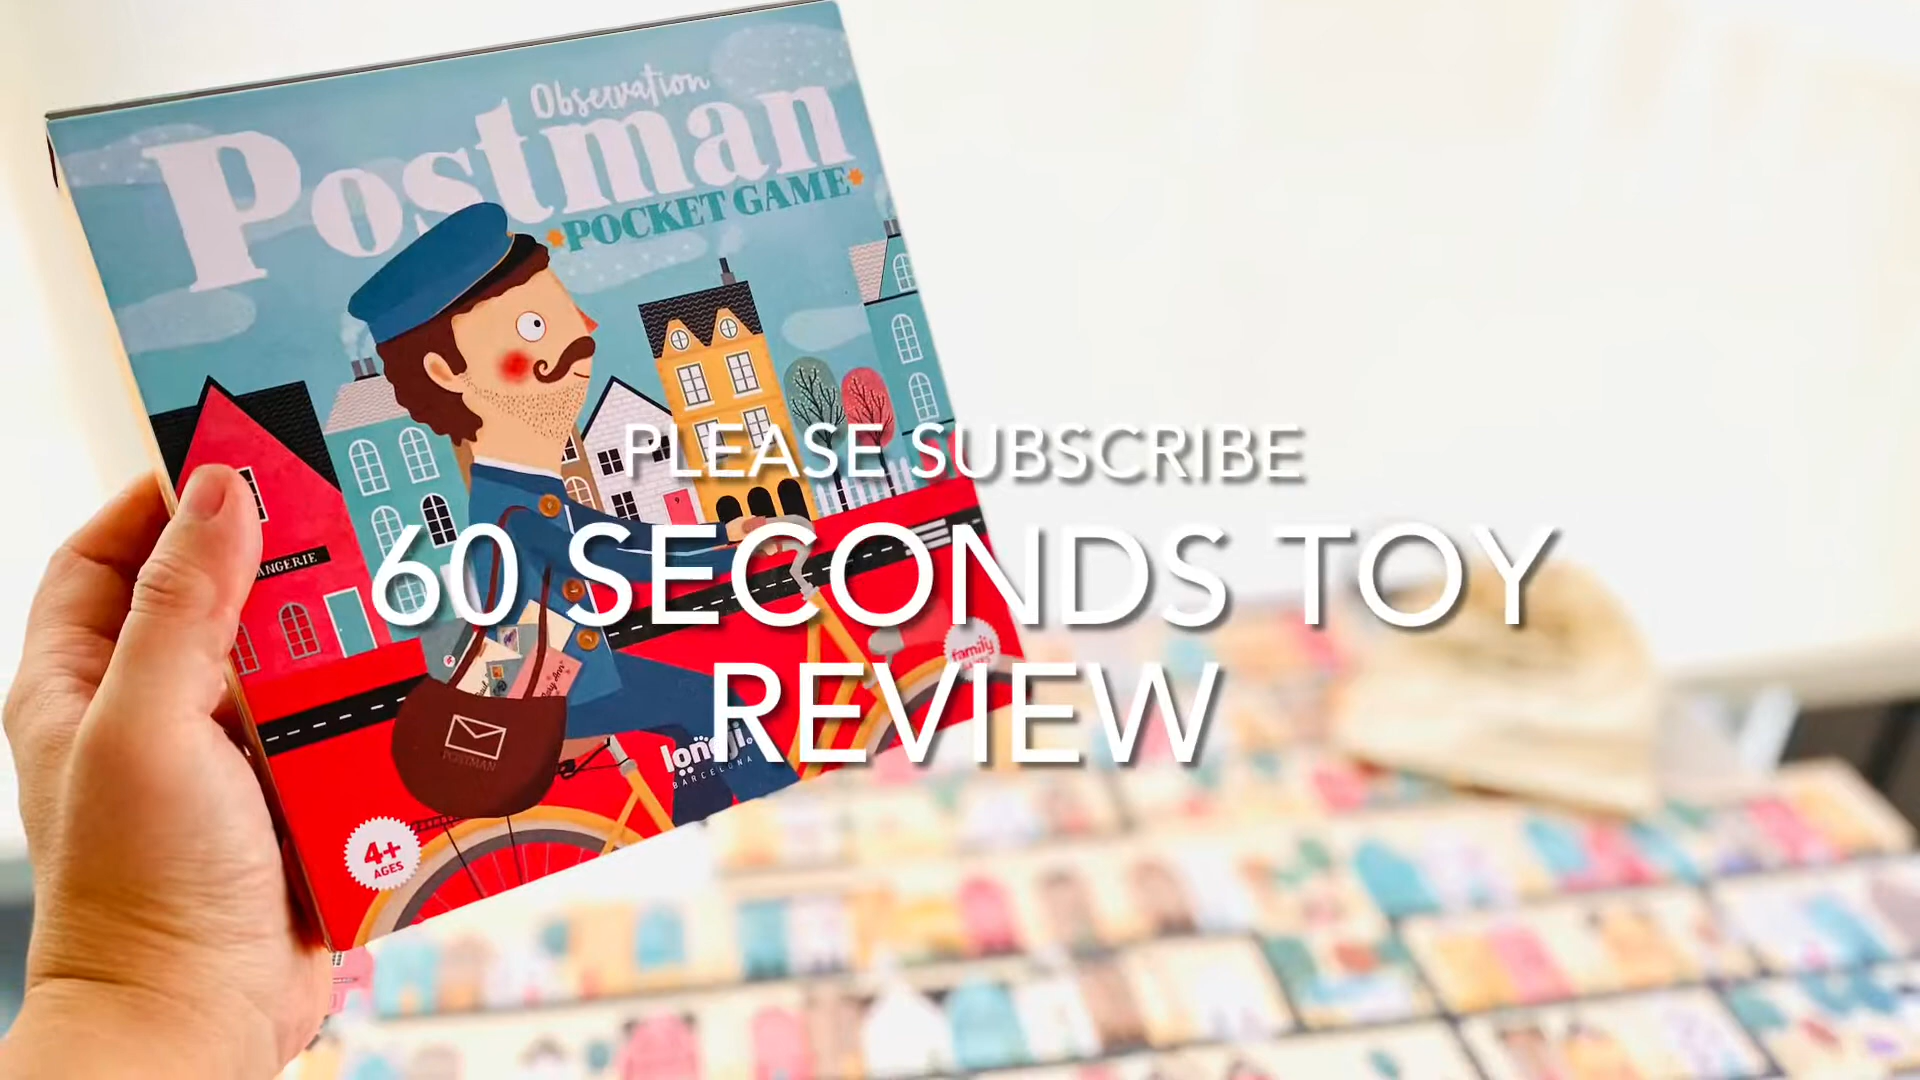 Observation
Postman
POCKET GAME
PLEASE SUBSCRIBE
60 SECONDS TOY
REVIEW
ANGERIE
family
POSTMAN
londji
BARCELONA
4+
AGES